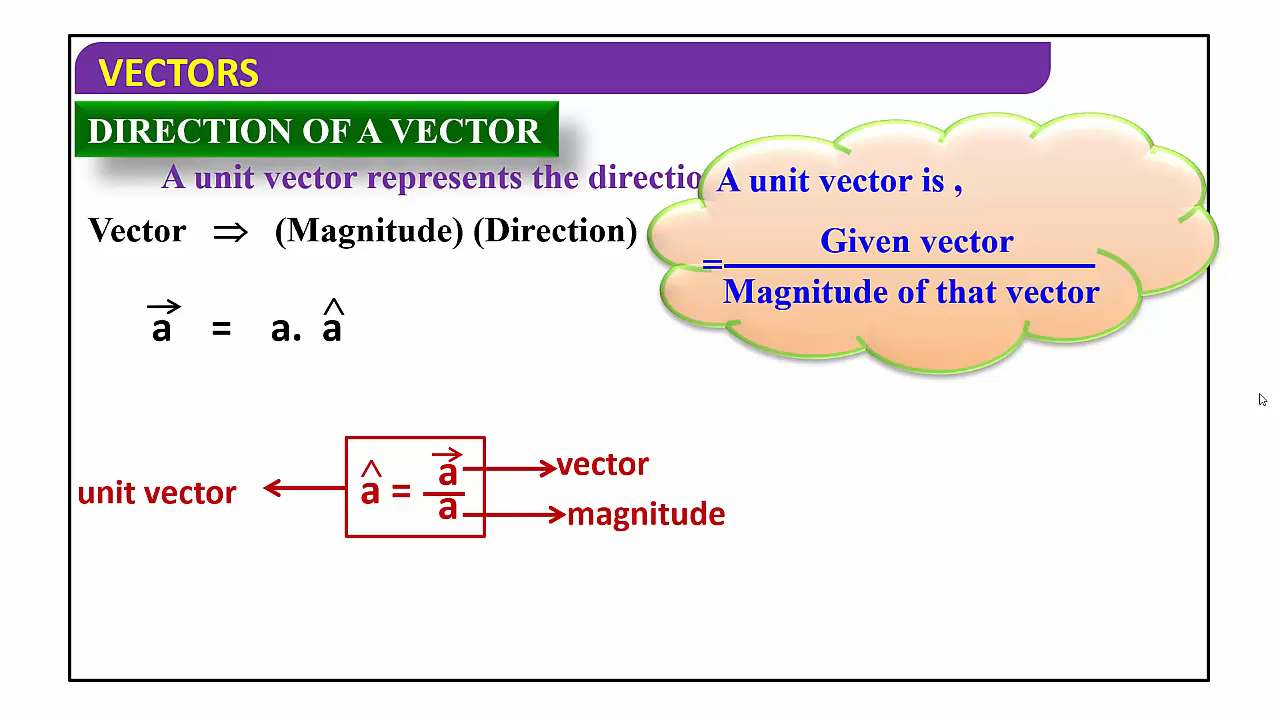 VECTORS
DIRECTION OF A VECTOR
A unit vector represents the directio
Vector ⇒ (Magnitude) (Direction)
A unit vector is ,
= Given vector
Magnitude of that vector
→a = a. ^a
unit vector
^a = →a / a
vector
magnitude